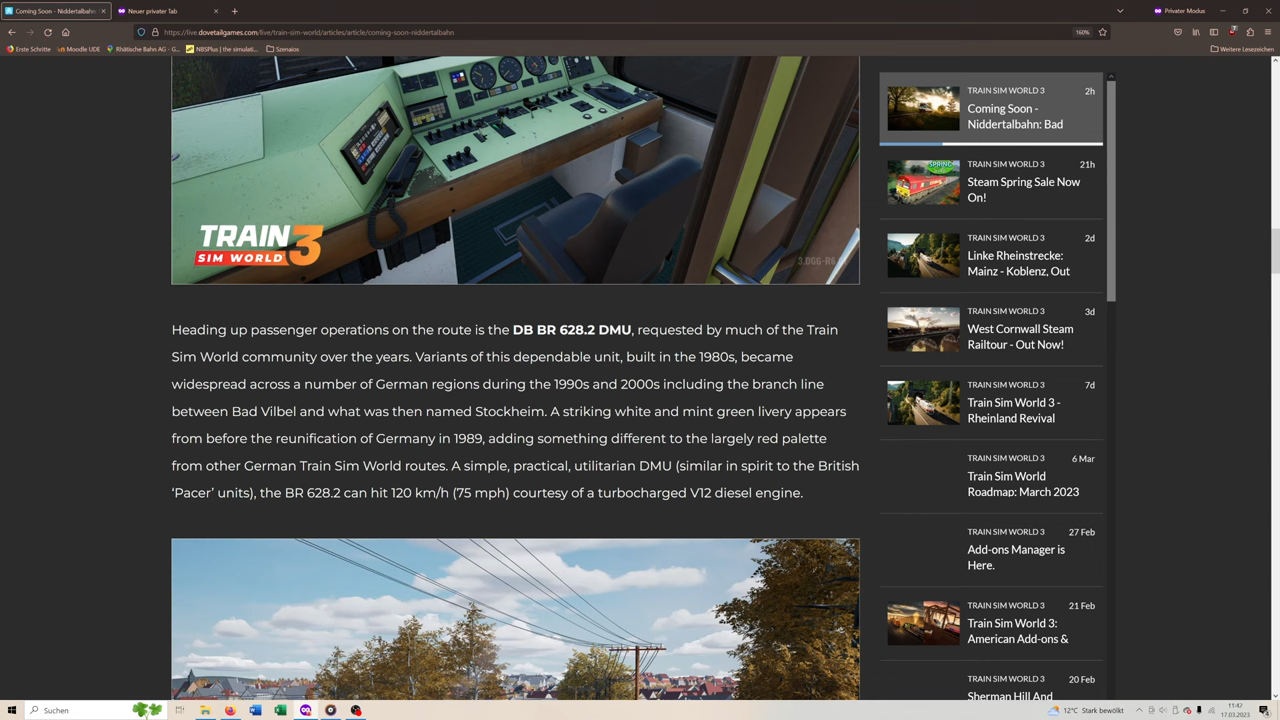 Coming Soon - Niddertalbahn:
Neuer privater Tab
Privater Modus
https://live.dovetailgames.com/live/train-sim-world/articles/article/coming-soon-niddertalbahn
160%
Erste Schritte
Moodle UDE
Rhätische Bahn AG - G...
NBSPlus - the simulati...
Szenaios
Weitere Lesezeichen
TRAIN 3
SIM WORLD
Heading up passenger operations on the route is the DB BR 628.2 DMU, requested by much of the Train
Sim World community over the years. Variants of this dependable unit, built in the 1980s, became
widespread across a number of German regions during the 1990s and 2000s including the branch line
between Bad Vilbel and what was then named Stockheim. A striking white and mint green livery appears
from before the reunification of Germany in 1989, adding something different to the largely red palette
from other German Train Sim World routes. A simple, practical, utilitarian DMU (similar in spirit to the British
‘Pacer’ units), the BR 628.2 can hit 120 km/h (75 mph) courtesy of a turbocharged V12 diesel engine.
TRAIN SIM WORLD 3
2h
Coming Soon -
Niddertalbahn: Bad
TRAIN SIM WORLD 3
21h
Steam Spring Sale Now
On!
TRAIN SIM WORLD 3
2d
Linke Rheinstrecke:
Mainz - Koblenz, Out
TRAIN SIM WORLD 3
3d
West Cornwall Steam
Railtour - Out Now!
TRAIN SIM WORLD 3
7d
Train Sim World 3 -
Rheinland Revival
TRAIN SIM WORLD 3
6 Mar
Train Sim World
Roadmap: March 2023
TRAIN SIM WORLD 3
27 Feb
Add-ons Manager is
Here.
TRAIN SIM WORLD 3
21 Feb
Train Sim World 3:
American Add-ons &
TRAIN SIM WORLD 3
20 Feb
Sherman Hill And
Suchen
12°C Stark bewölkt
11:42
17.03.2023